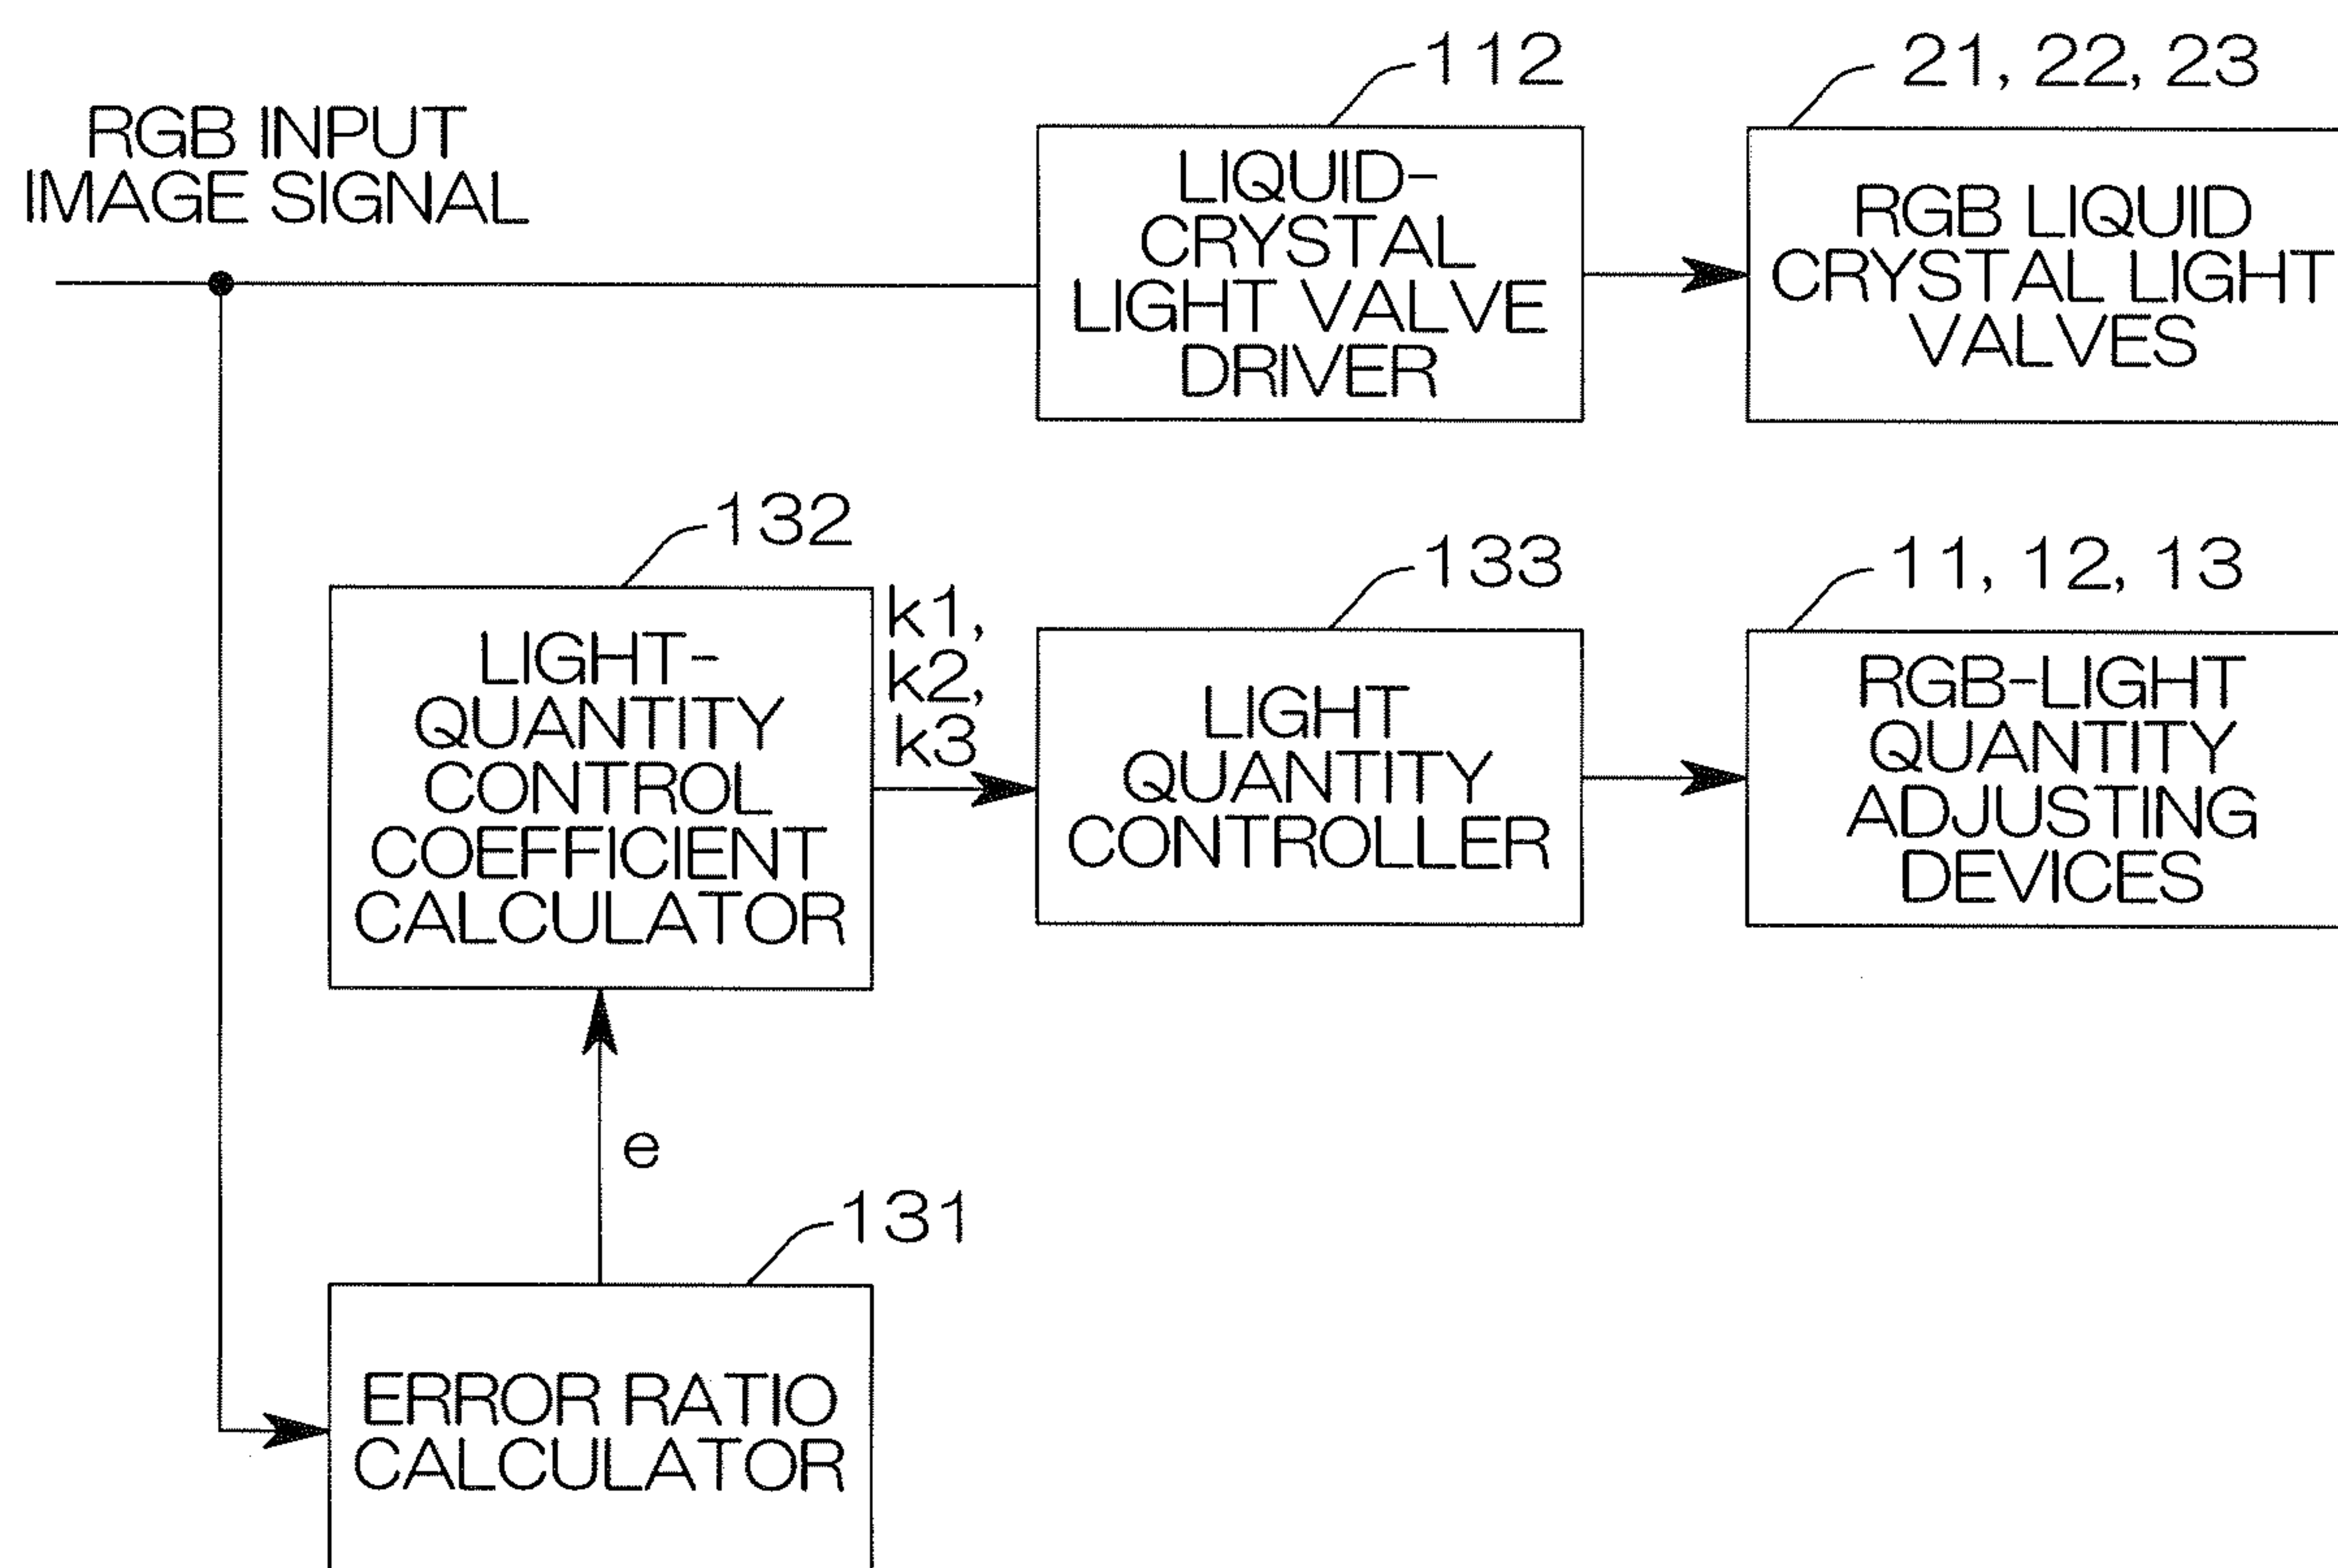 112
21, 22, 23
RGB INPUT
IMAGE SIGNAL
LIQUID-
CRYSTAL
LIGHT VALVE
DRIVER
RGB LIQUID
CRYSTAL LIGHT
VALVES
132
133
11, 12, 13
LIGHT-
QUANTITY
CONTROL
COEFFICIENT
CALCULATOR
k1,
k2,
k3
LIGHT
QUANTITY
CONTROLLER
RGB-LIGHT
QUANTITY
ADJUSTING
DEVICES
e
131
ERROR RATIO
CALCULATOR